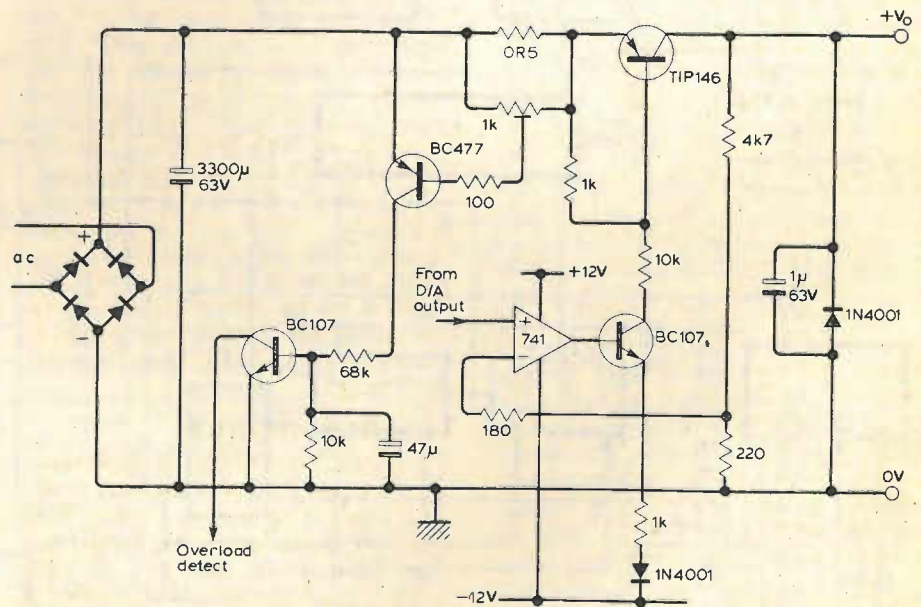 +V₀
0R5
TIP146
1k
4k7
BC477
3300µ
63V
1k
100
+
ac
-
10k
From
D/A
output
+12V
1µ
63V
1N4001
BC107
+
741
-
BC107
68k
180
10k
47µ
220
0V
1k
Overload
detect
1N4001
-12V